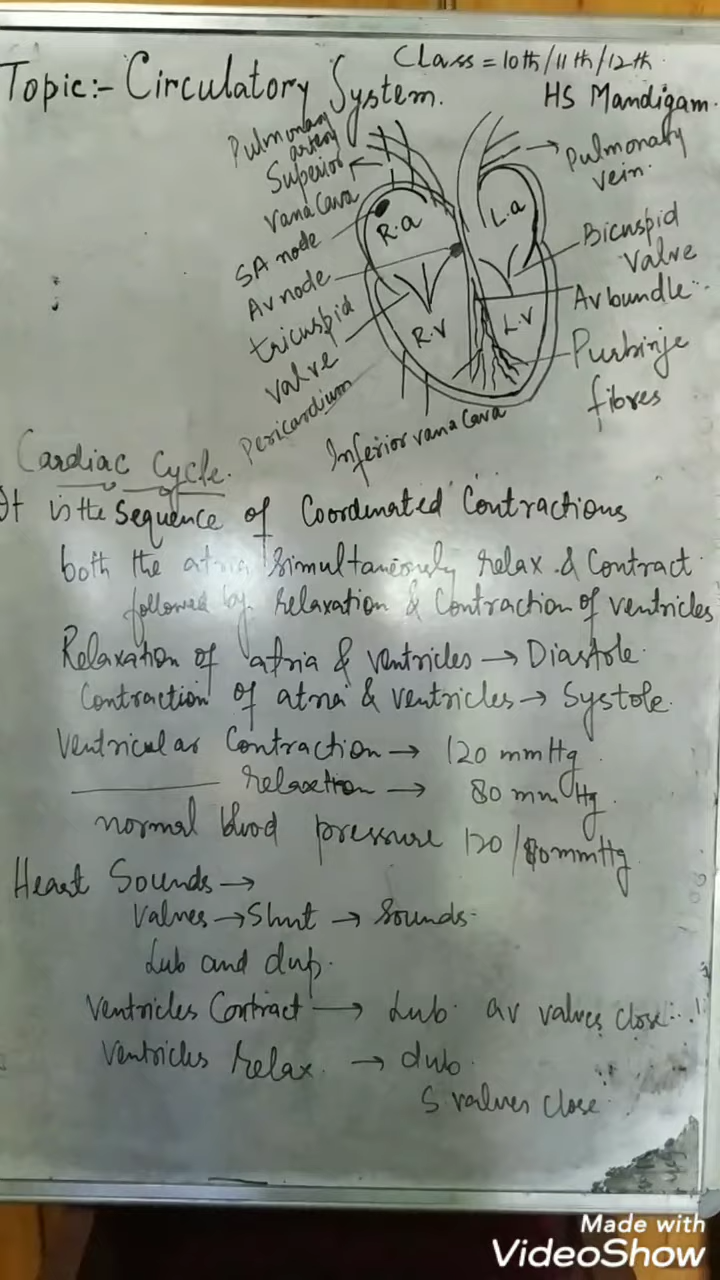 Class = 10th/11th/12th
Topic:- Circulatory System.
HS Mandigam.
Pulmonary artery
Superior vana Cava
SA node
Av node
tricuspid valve
Pericardium
Inferior vana Cava
R.a
R.v
L.a
L.v
Pulmonary vein.
Bicuspid valve
Av bundle
Purbinje fibres
Cardiac Cycle.
It is the Sequence of Coordinated Contractions
both the atria simultaneously relax & Contract
followed by relaxation & Contraction of ventricles
Relaxation of atria & ventricles → Diastole.
Contraction of atria & ventricles → Systole.
Ventricular Contraction → 120 mmHg.
relaxtion → 80 mm Hg.
normal blood pressure 120/80mmHg
Heart Sounds →
Valves → Shut → Sounds
Lub and dup.
Ventricles Contract → Lub. av valves close
Ventricles relax. → dub.
S valves close
Made with
VideoShow